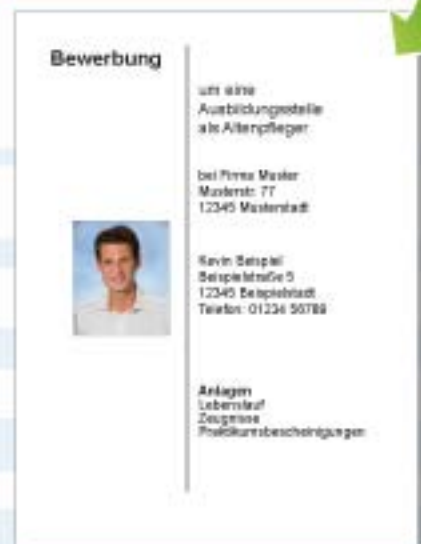 Bewerbung
um eine
Ausbildungsstelle
als Altenpfleger
bei Firma Muster
Musterstr. 77
12345 Musterstadt
Kevin Beispiel
Beispielstraße 5
12345 Beispielstadt
Telefon: 01234 56789
Anlagen
Lebenslauf
Zeugnisse
Praktikumsbescheinigungen